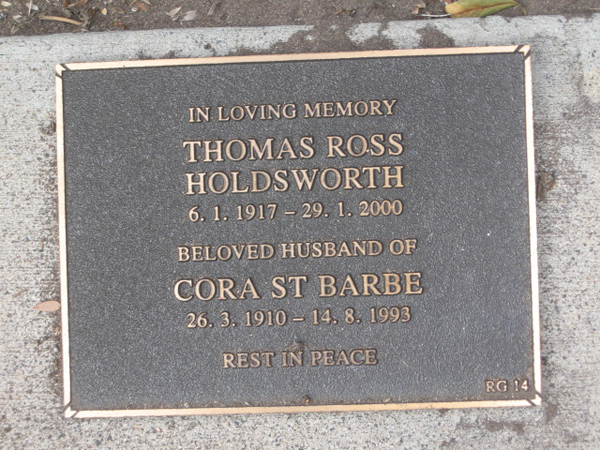 IN LOVING MEMORY
THOMAS ROSS
HOLDSWORTH
6. 1. 1917 – 29. 1. 2000
BELOVED HUSBAND OF
CORA ST BARBE
26. 3. 1910 – 14. 8. 1993
REST IN PEACE
RG 14